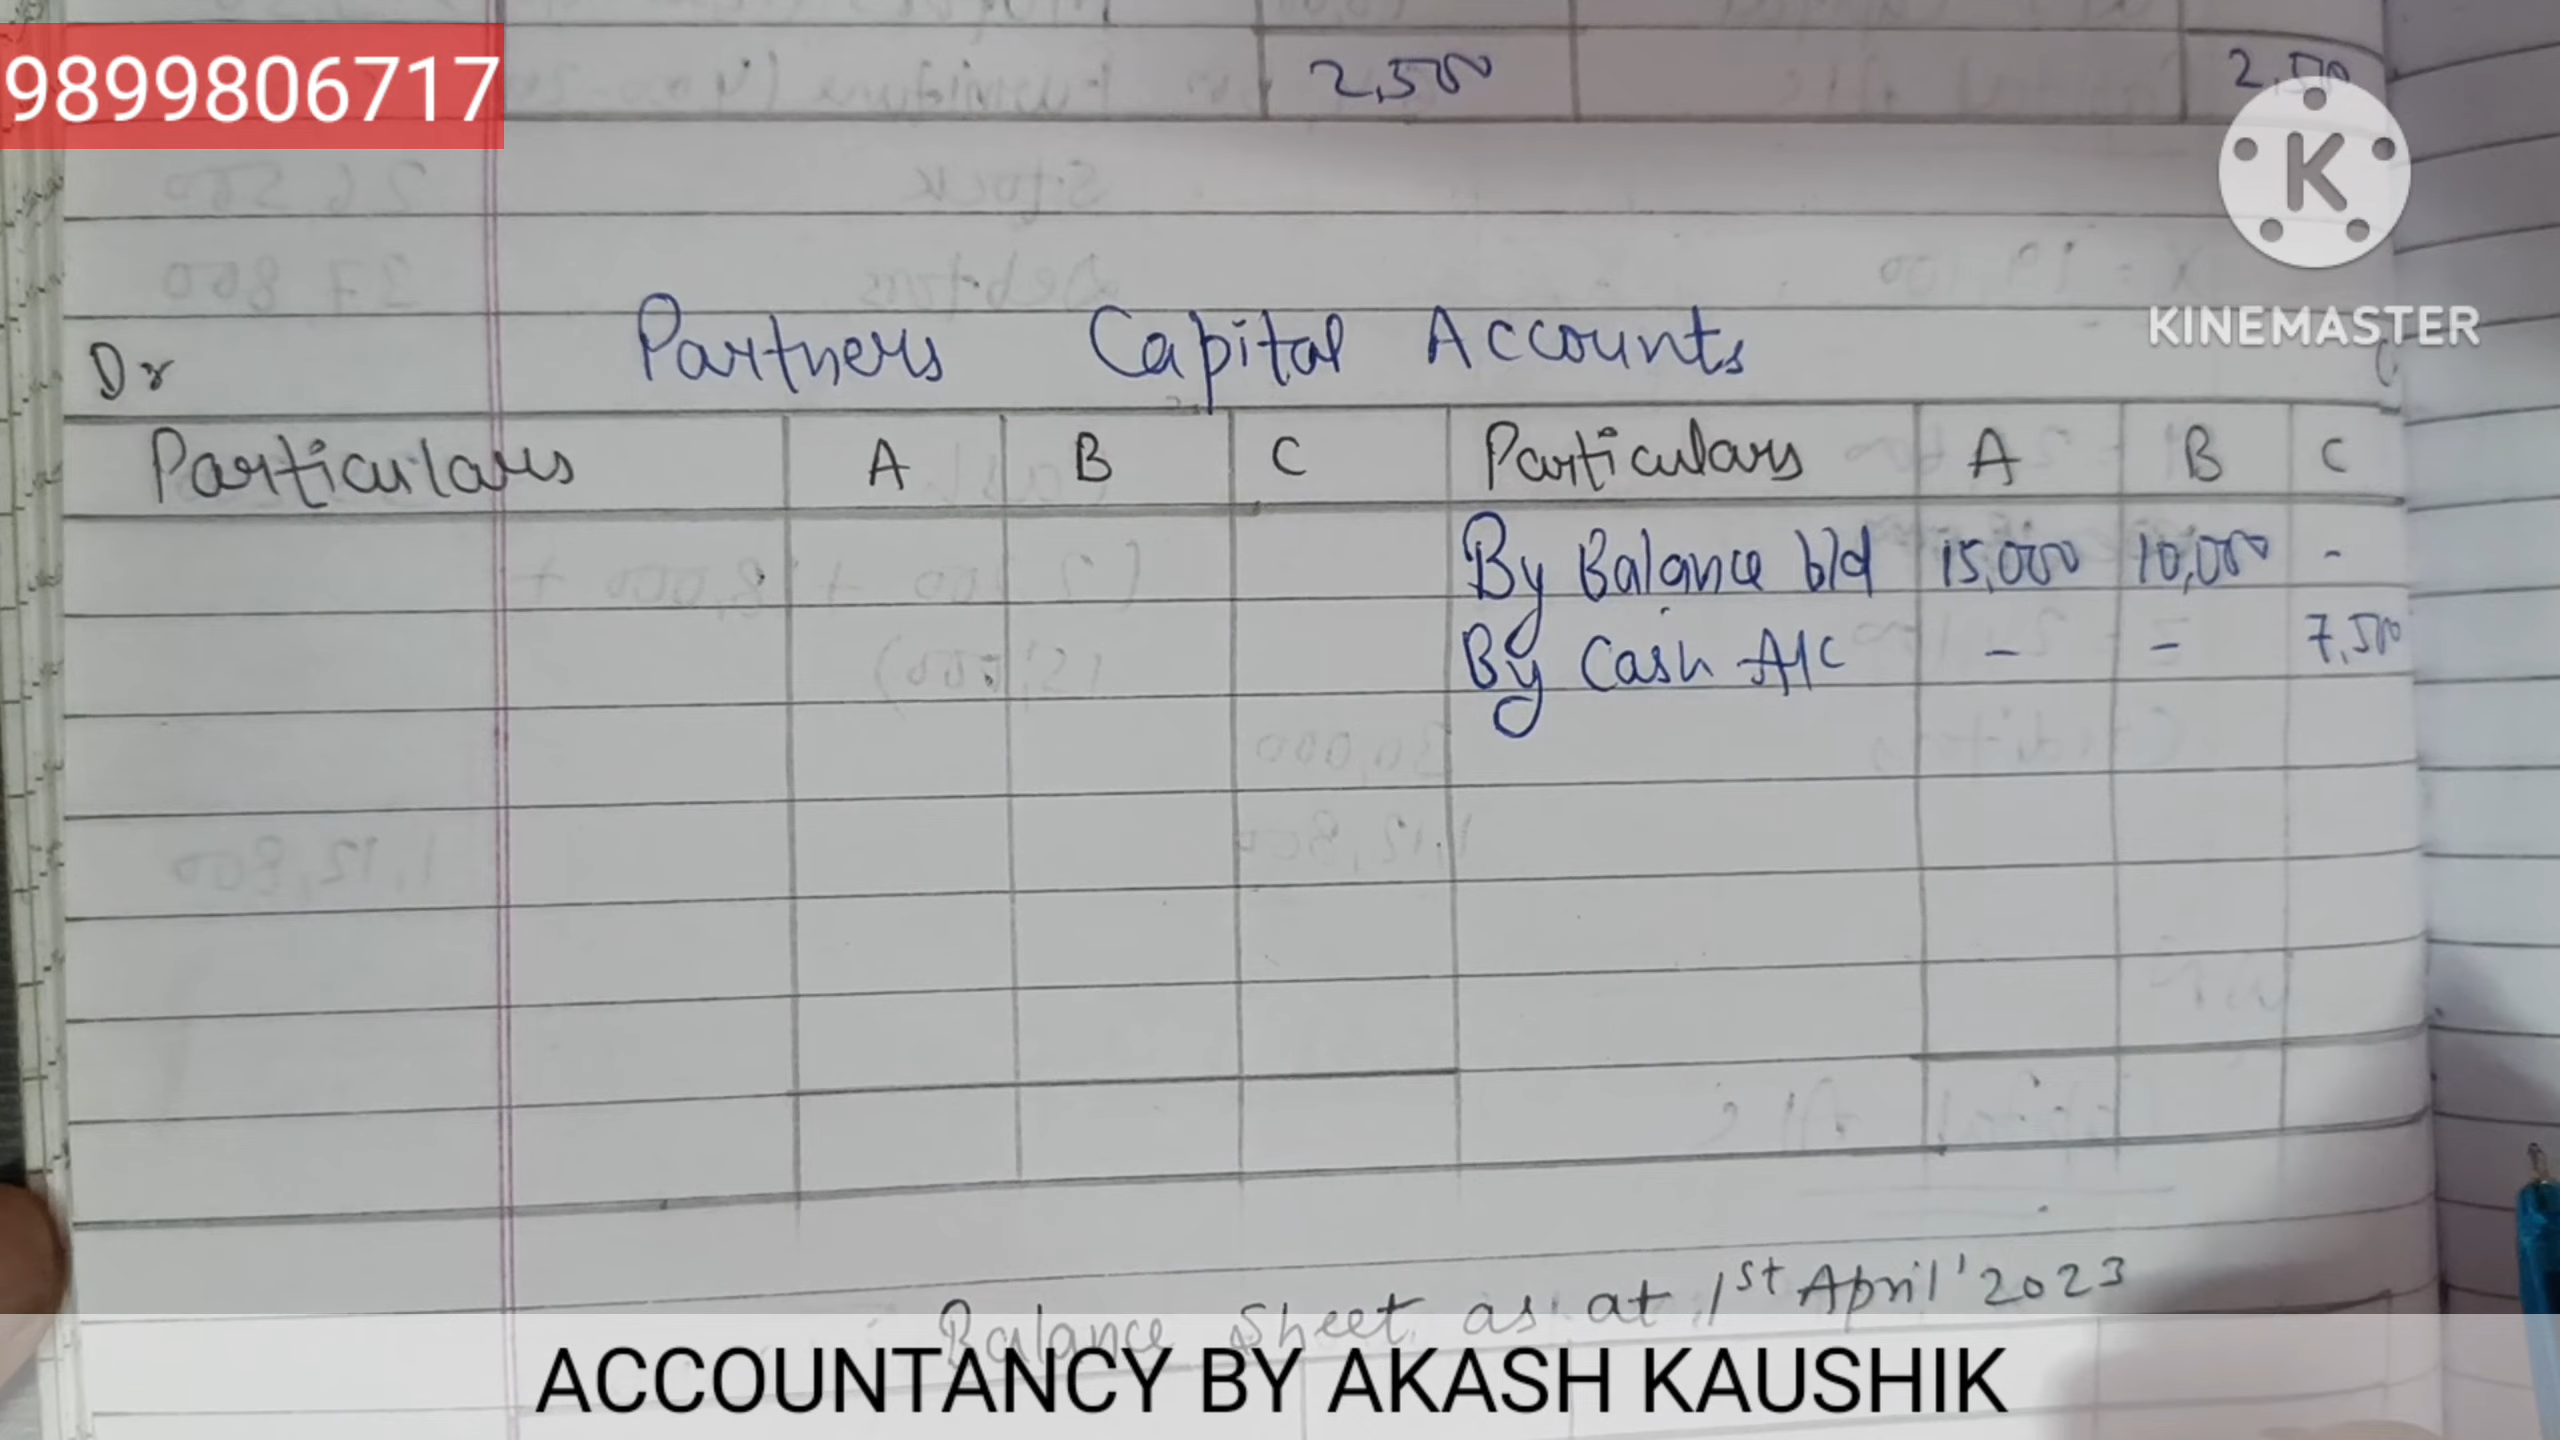 9899806717
2,500 2,500
KINEMASTER
Dr Partners Capital Accounts
Particulars A B C Particulars A B C
By Balance b/d 15,000 10,000 -
By Cash A/C - - 7,500
Balance Sheet as at 1st April' 2023
ACCOUNTANCY BY AKASH KAUSHIK